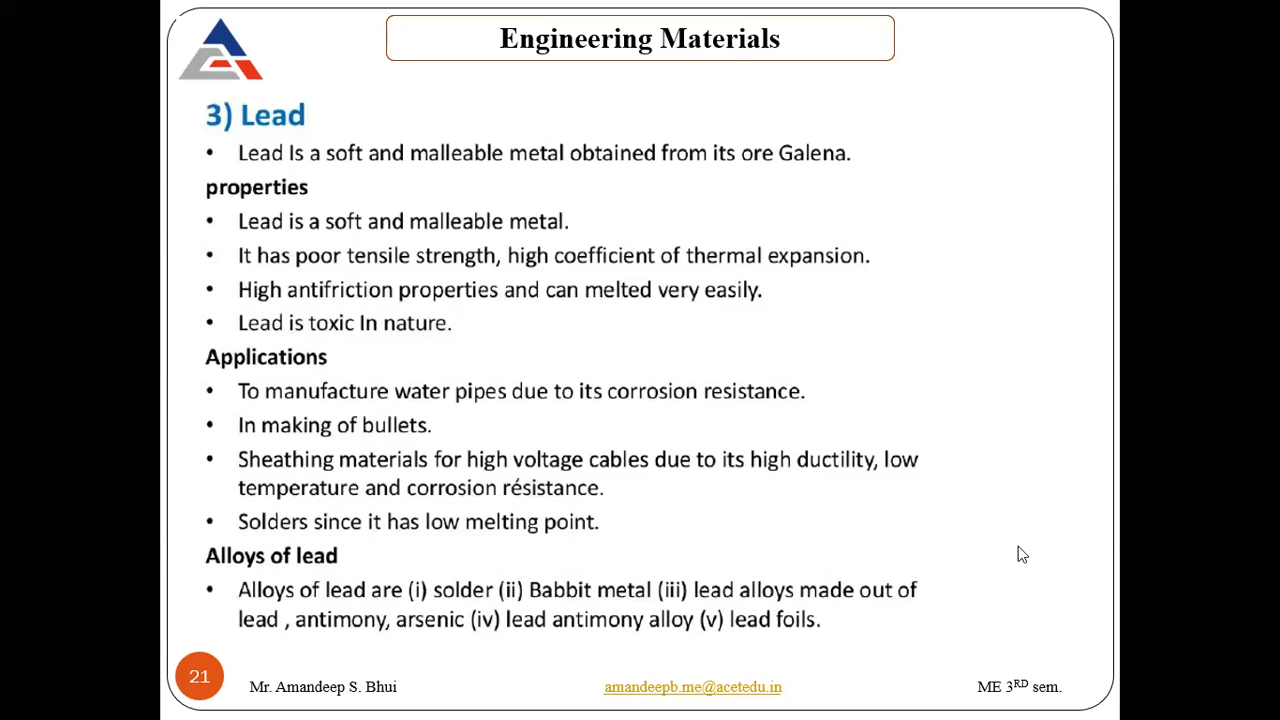 Engineering Materials
3) Lead
• Lead Is a soft and malleable metal obtained from its ore Galena.
properties
• Lead is a soft and malleable metal.
• It has poor tensile strength, high coefficient of thermal expansion.
• High antifriction properties and can melted very easily.
• Lead is toxic In nature.
Applications
• To manufacture water pipes due to its corrosion resistance.
• In making of bullets.
• Sheathing materials for high voltage cables due to its high ductility, low
temperature and corrosion résistance.
• Solders since it has low melting point.
Alloys of lead
• Alloys of lead are (i) solder (ii) Babbit metal (iii) lead alloys made out of
lead , antimony, arsenic (iv) lead antimony alloy (v) lead foils.
21 Mr. Amandeep S. Bhui amandeepb.me@acetedu.in ME 3RD sem.